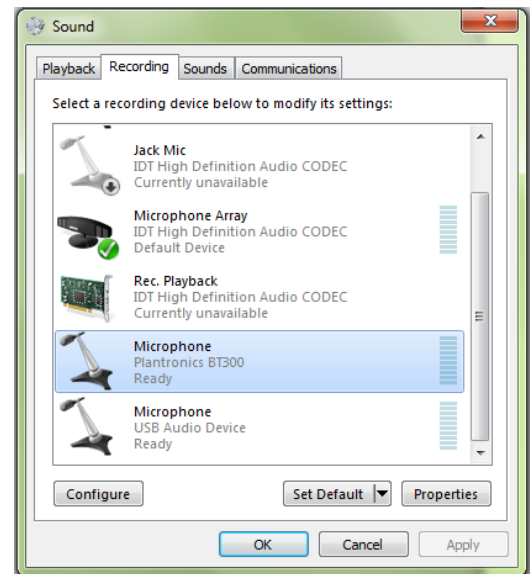 Sound
Playback Recording Sounds Communications
Select a recording device below to modify its settings:
Jack Mic
IDT High Definition Audio CODEC
Currently unavailable
Microphone Array
IDT High Definition Audio CODEC
Default Device
Rec. Playback
IDT High Definition Audio CODEC
Currently unavailable
Microphone
Plantronics BT300
Ready
Microphone
USB Audio Device
Ready
Configure Set Default Properties
OK Cancel Apply